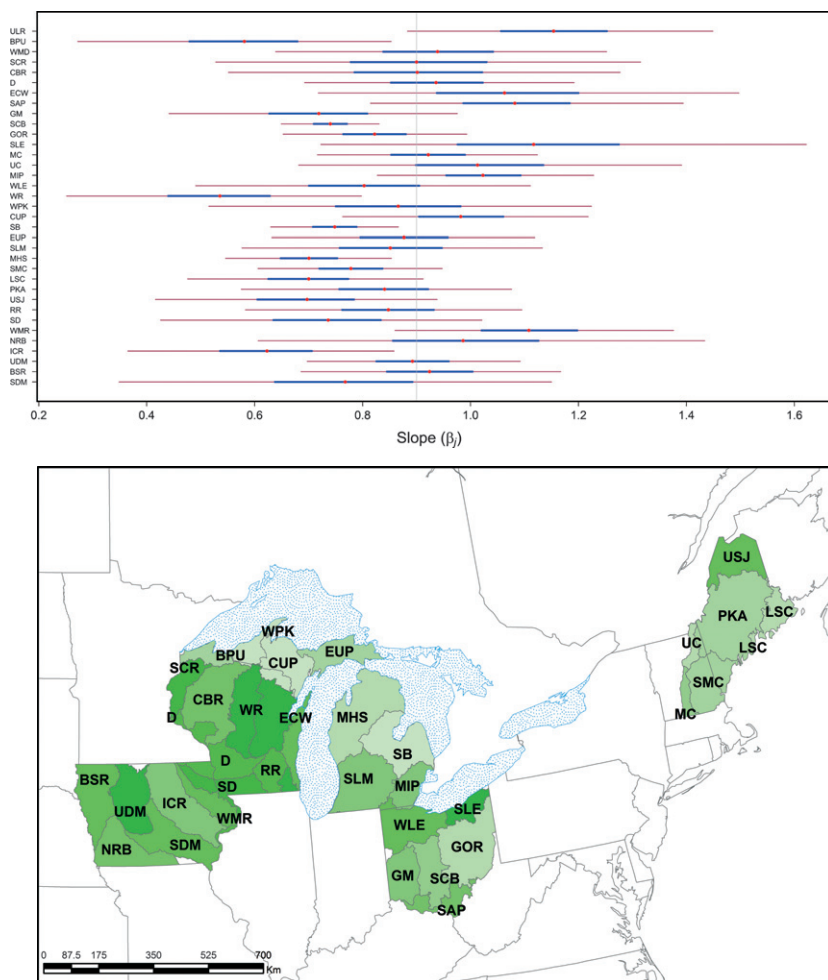 ULR
BPU
WMD
SCR
CBR
D
ECW
SAP
GM
SCB
GOR
SLE
MC
UC
MIP
WLE
WR
WPK
CUP
SB
EUP
SLM
MHS
SMC
LSC
PKA
USJ
RR
SD
WMR
NRB
ICR
UDM
BSR
SDM
0.2 0.4 0.6 0.8 1.0 1.2 1.4 1.6
Slope (βj)
USJ
PKA LSC
WPK
UC LSC
BPU CUP EUP
SCR
SMC
CBR WR
D ECW MHS MC
SB
D
BSR RR SLM MIP
SD
UDM ICR SLE
WMR WLE
NRB SDM GOR
GM SCB
SAP
0 87.5 175 350 525 700
Km